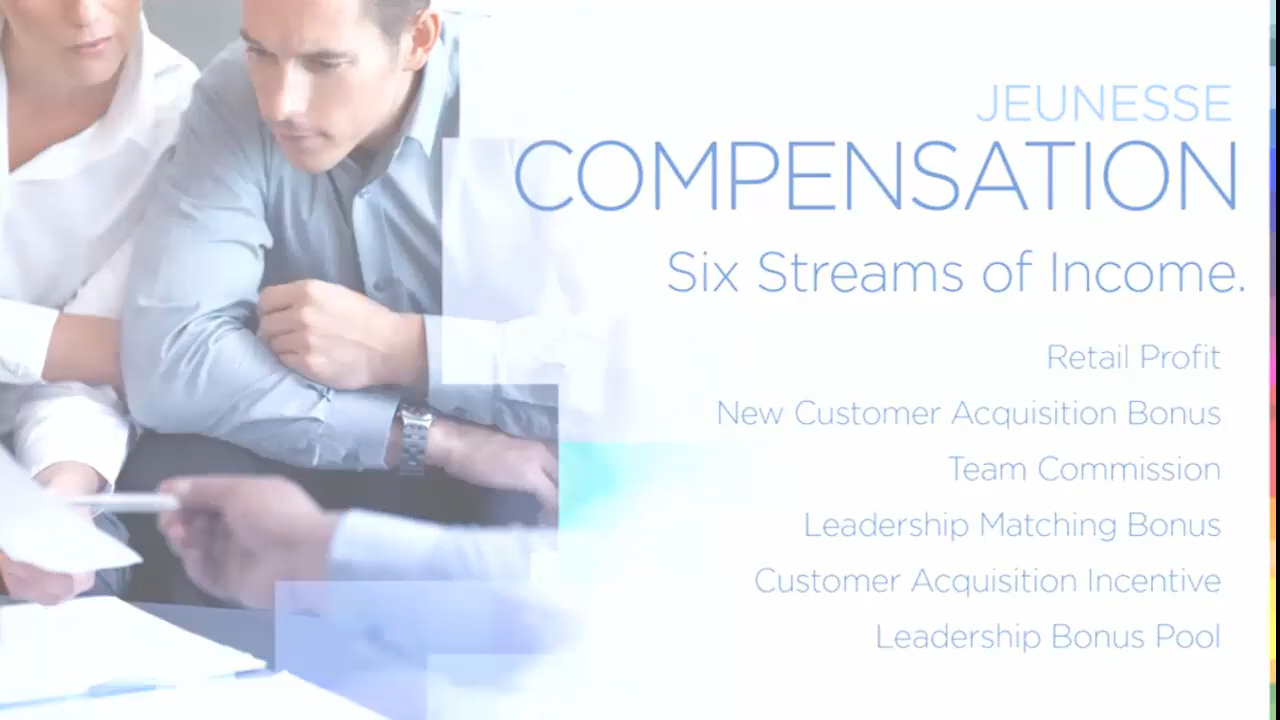 JEUNESSE
COMPENSATION
Six Streams of Income.
Retail Profit
New Customer Acquisition Bonus
Team Commission
Leadership Matching Bonus
Customer Acquisition Incentive
Leadership Bonus Pool